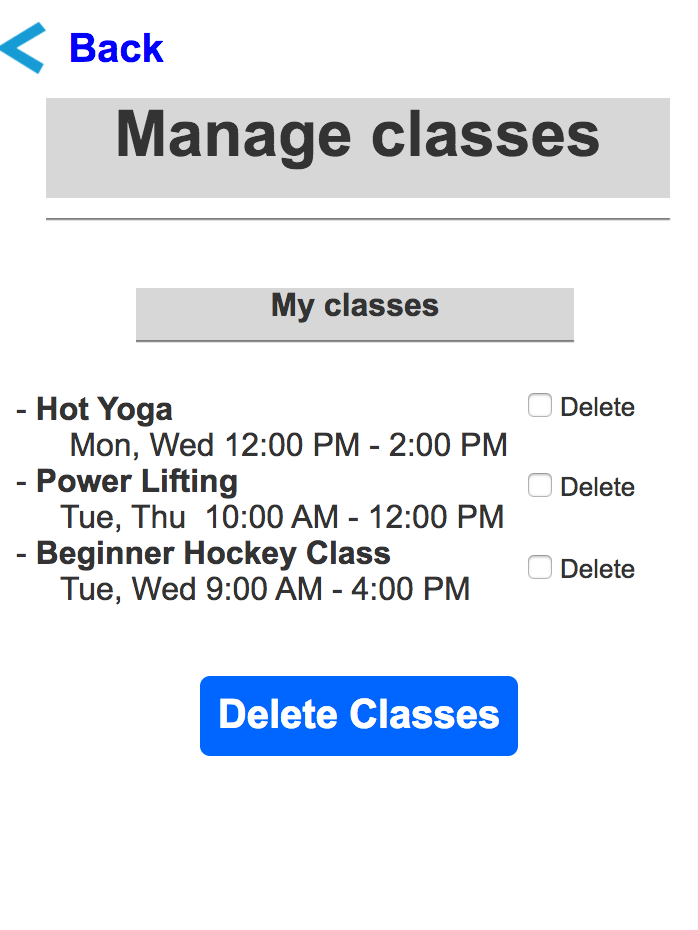 Back
Manage classes
My classes
- Hot Yoga
Delete
Mon, Wed 12:00 PM - 2:00 PM
- Power Lifting
Delete
Tue, Thu  10:00 AM - 12:00 PM
- Beginner Hockey Class
Delete
Tue, Wed 9:00 AM - 4:00 PM
Delete Classes